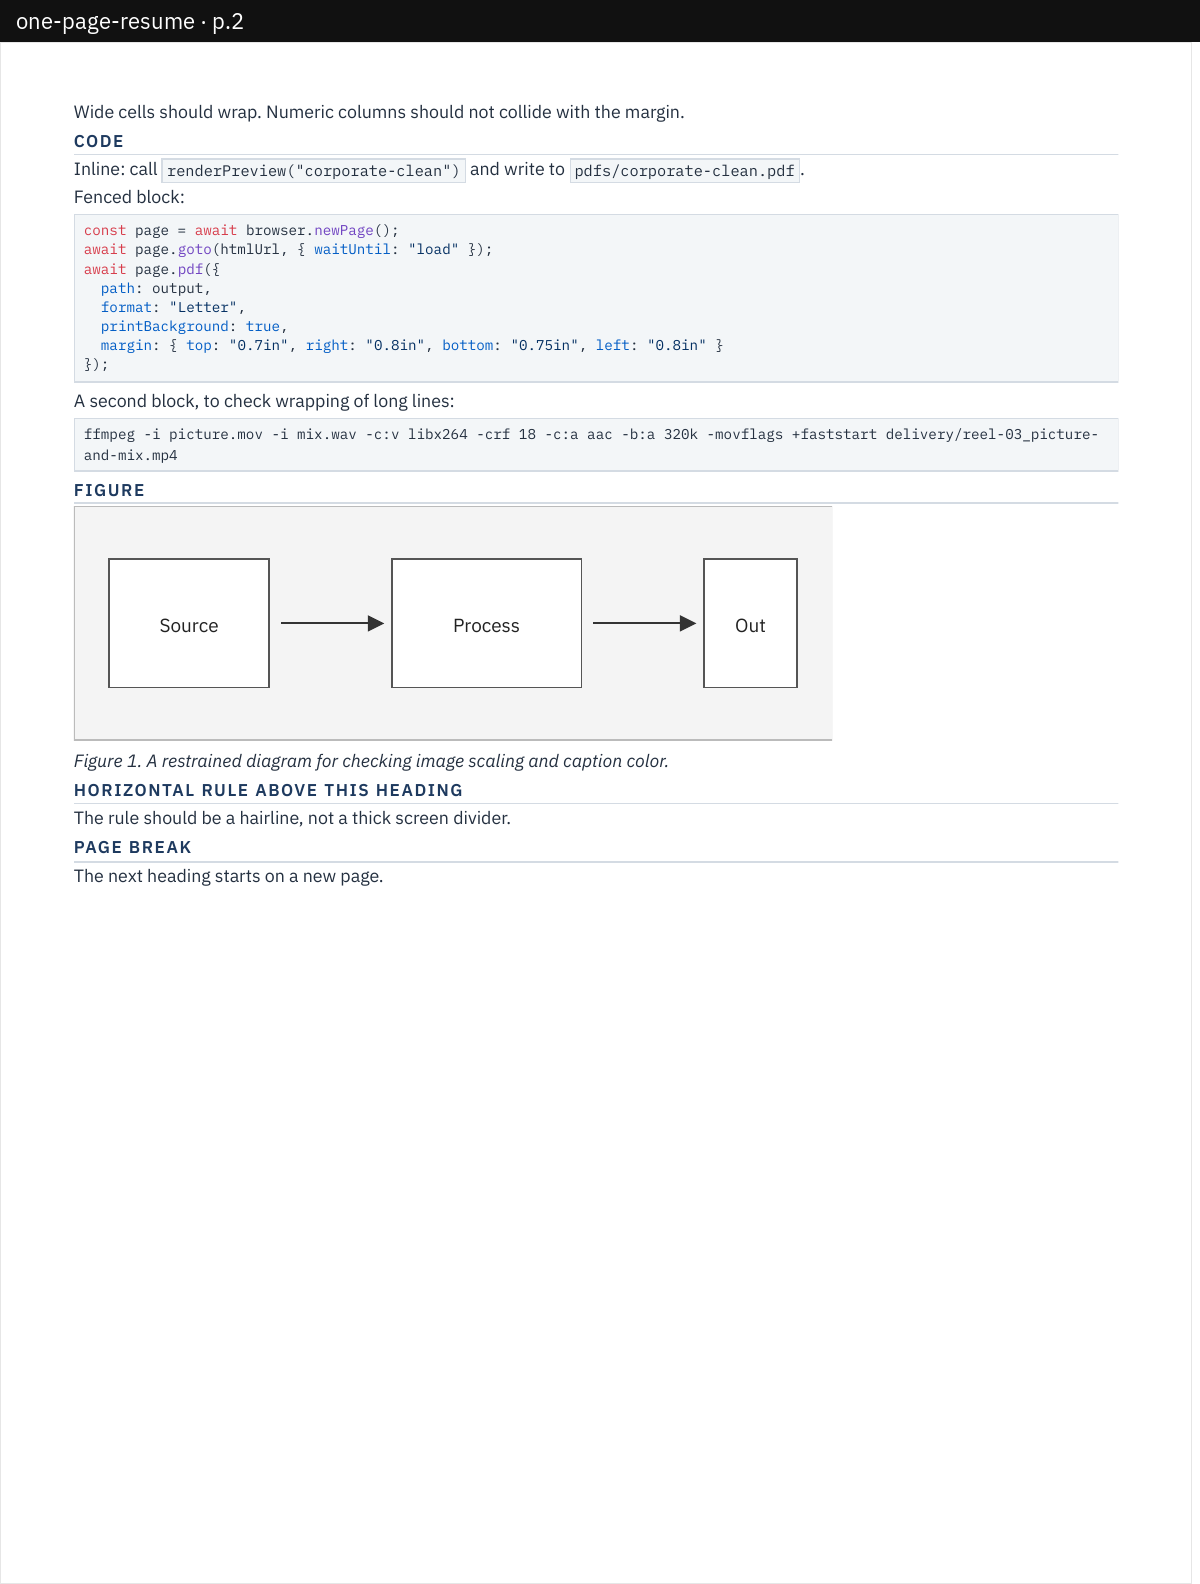 one-page-resume · p.2
Wide cells should wrap. Numeric columns should not collide with the margin.
CODE
Inline: call renderPreview("corporate-clean") and write to pdfs/corporate-clean.pdf.
Fenced block:
const page = await browser.newPage();
await page.goto(htmlUrl, { waitUntil: "load" });
await page.pdf({
  path: output,
  format: "Letter",
  printBackground: true,
  margin: { top: "0.7in", right: "0.8in", bottom: "0.75in", left: "0.8in" }
});
A second block, to check wrapping of long lines:
ffmpeg -i picture.mov -i mix.wav -c:v libx264 -crf 18 -c:a aac -b:a 320k -movflags +faststart delivery/reel-03_picture-
and-mix.mp4
FIGURE
Source Process Out
Figure 1. A restrained diagram for checking image scaling and caption color.
HORIZONTAL RULE ABOVE THIS HEADING
The rule should be a hairline, not a thick screen divider.
PAGE BREAK
The next heading starts on a new page.